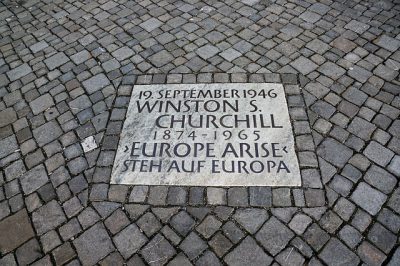 19. SEPTEMBER 1946
WINSTON S.
CHURCHILL
1874-1965
›EUROPE ARISE‹
STEH AUF EUROPA